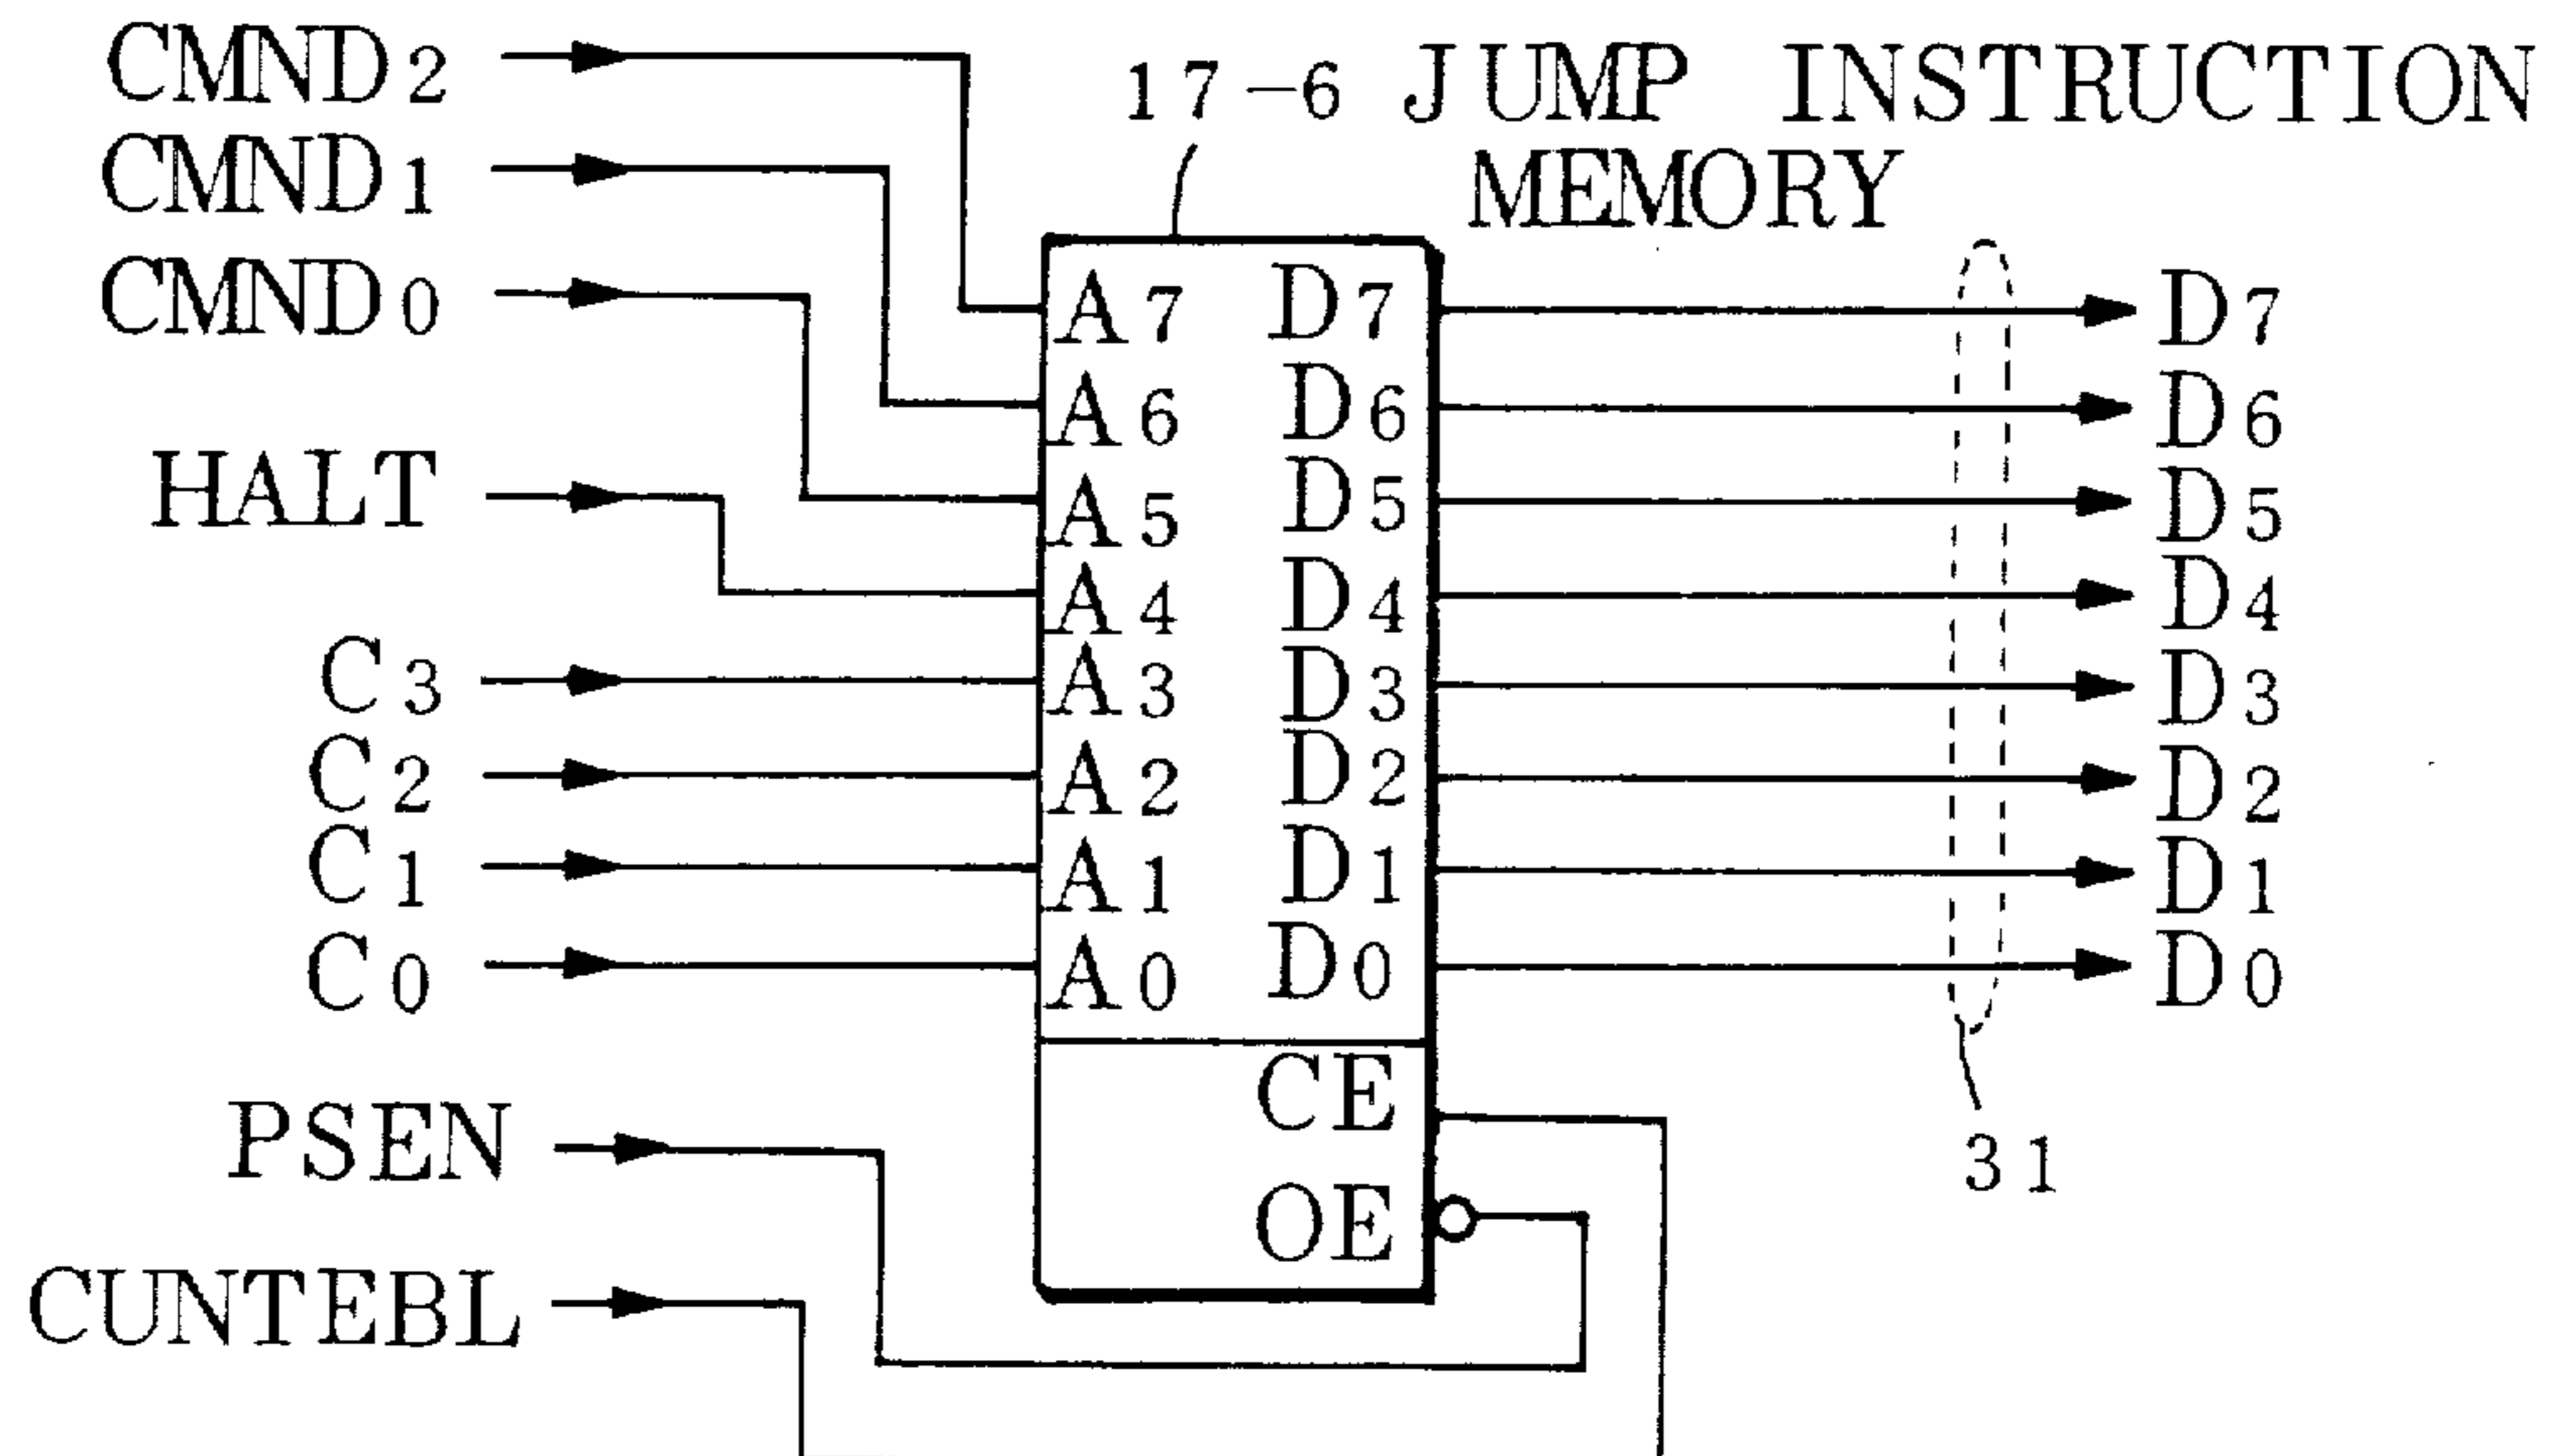 CMND2
CMND1
CMND0
HALT
C3
C2
C1
C0
PSEN
CUNTEBL
17-6 JUMP INSTRUCTION
MEMORY
A7 D7
A6 D6
A5 D5
A4 D4
A3 D3
A2 D2
A1 D1
A0 D0
CE
OE
D7
D6
D5
D4
D3
D2
D1
D0
31